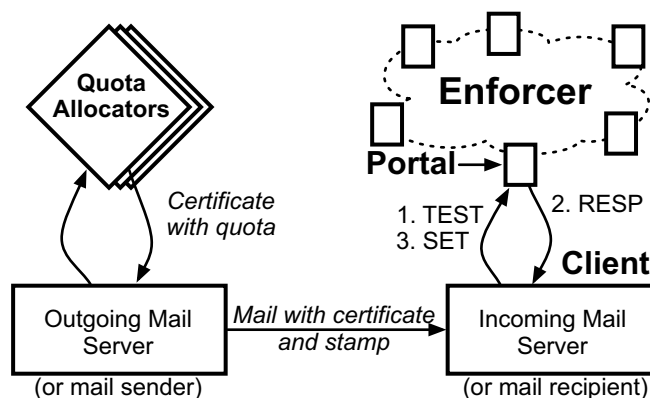 Quota
Allocators
Enforcer
Portal
Certificate
with quota
1. TEST
3. SET
2. RESP
Client
Outgoing Mail
Server
(or mail sender)
Mail with certificate
and stamp
Incoming Mail
Server
(or mail recipient)